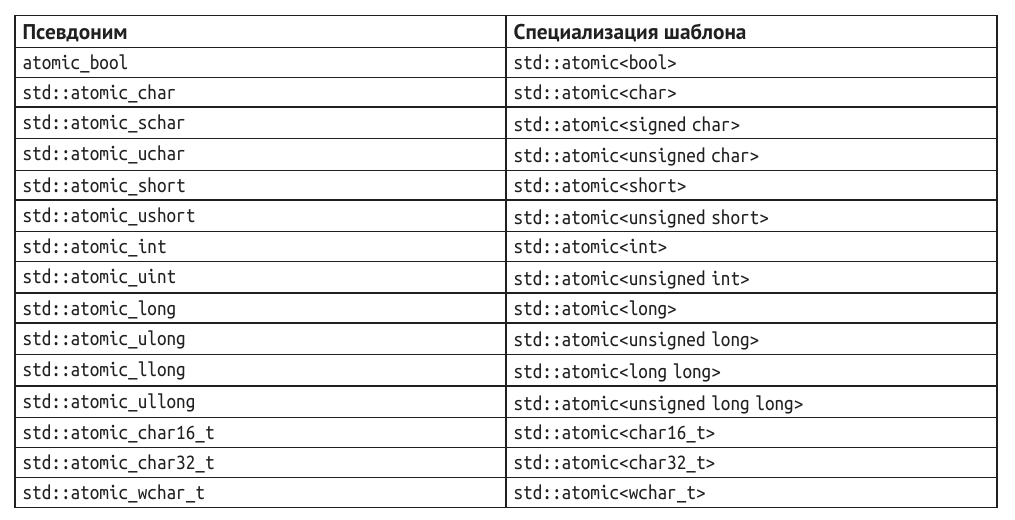 Псевдоним Специализация шаблона
atomic_bool std::atomic<bool>
std::atomic_char std::atomic<char>
std::atomic_schar std::atomic<signed char>
std::atomic_uchar std::atomic<unsigned char>
std::atomic_short std::atomic<short>
std::atomic_ushort std::atomic<unsigned short>
std::atomic_int std::atomic<int>
std::atomic_uint std::atomic<unsigned int>
std::atomic_long std::atomic<long>
std::atomic_ulong std::atomic<unsigned long>
std::atomic_llong std::atomic<long long>
std::atomic_ullong std::atomic<unsigned long long>
std::atomic_char16_t std::atomic<char16_t>
std::atomic_char32_t std::atomic<char32_t>
std::atomic_wchar_t std::atomic<wchar_t>